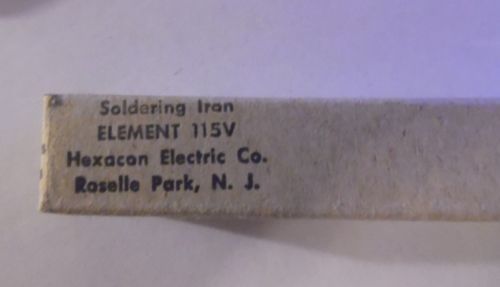 Soldering Iron
ELEMENT 115V
Hexacon Electric Co.
Roselle Park, N. J.